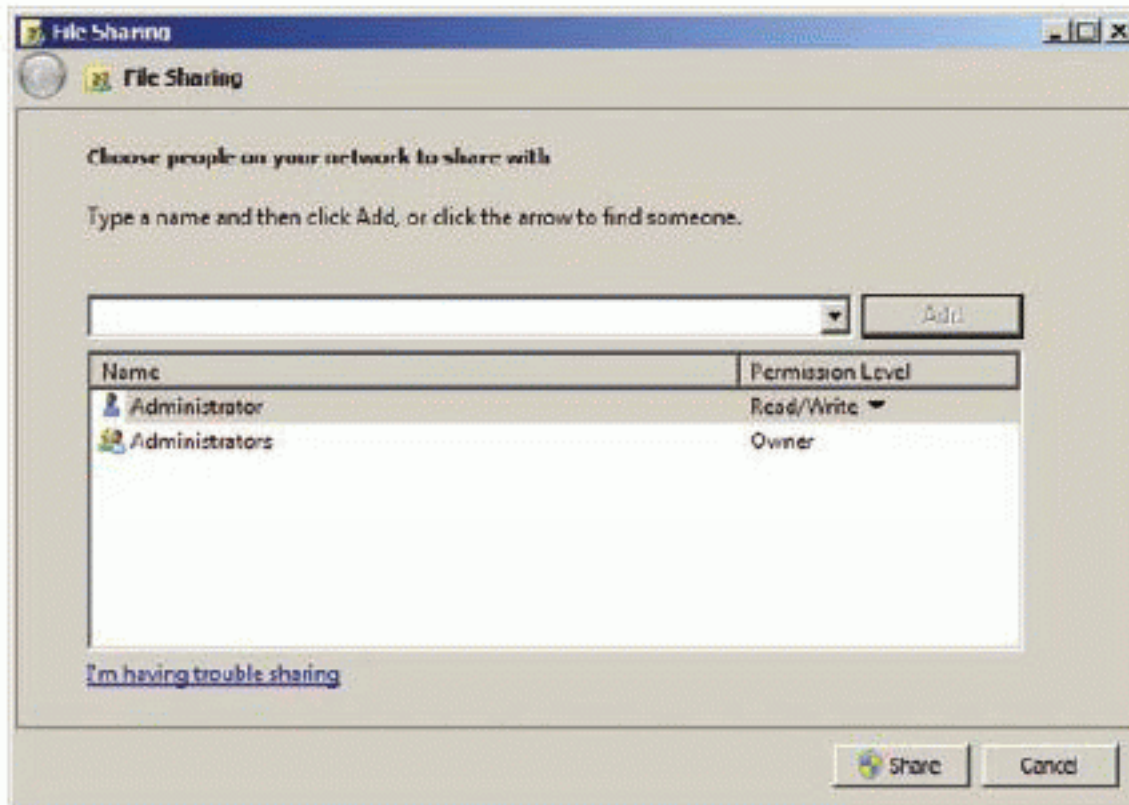 File Sharing
File Sharing
Choose people on your network to share with
Type a name and then click Add, or click the arrow to find someone.
Add
Name Permission Level
Administrator Read/Write
Administrators Owner
I'm having trouble sharing
Share Cancel